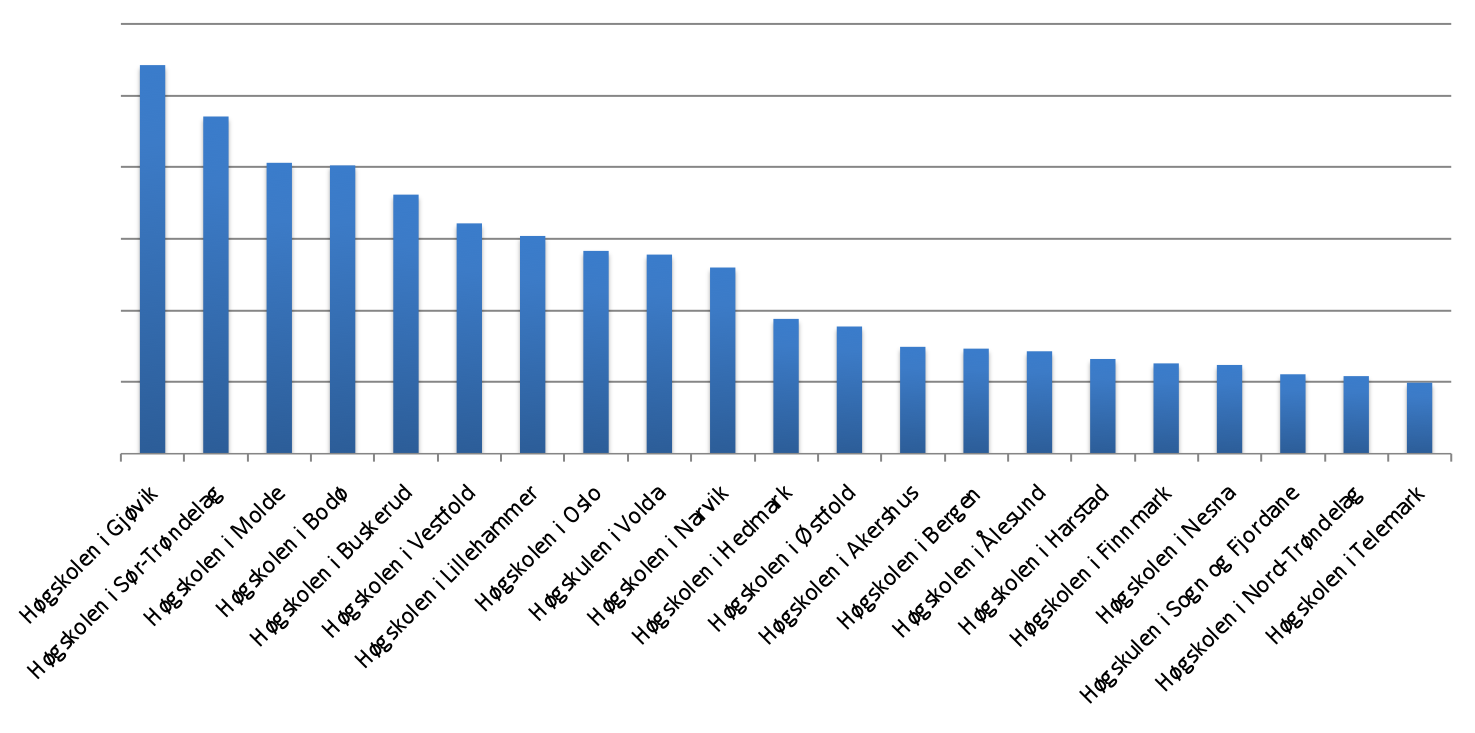 Høgskolen i Gjøvik
Høgskolen i Sør-Trøndelag
Høgskolen i Molde
Høgskolen i Bodø
Høgskolen i Buskerud
Høgskolen i Vestfold
Høgskolen i Lillehammer
Høgskolen i Oslo
Høgskulen i Volda
Høgskolen i Narvik
Høgskolen i Hedmark
Høgskolen i Østfold
Høgskolen i Akershus
Høgskolen i Bergen
Høgskolen i Ålesund
Høgskolen i Harstad
Høgskolen i Finnmark
Høgskolen i Nesna
Høgskulen i Sogn og Fjordane
Høgskolen i Nord-Trøndelag
Høgskolen i Telemark